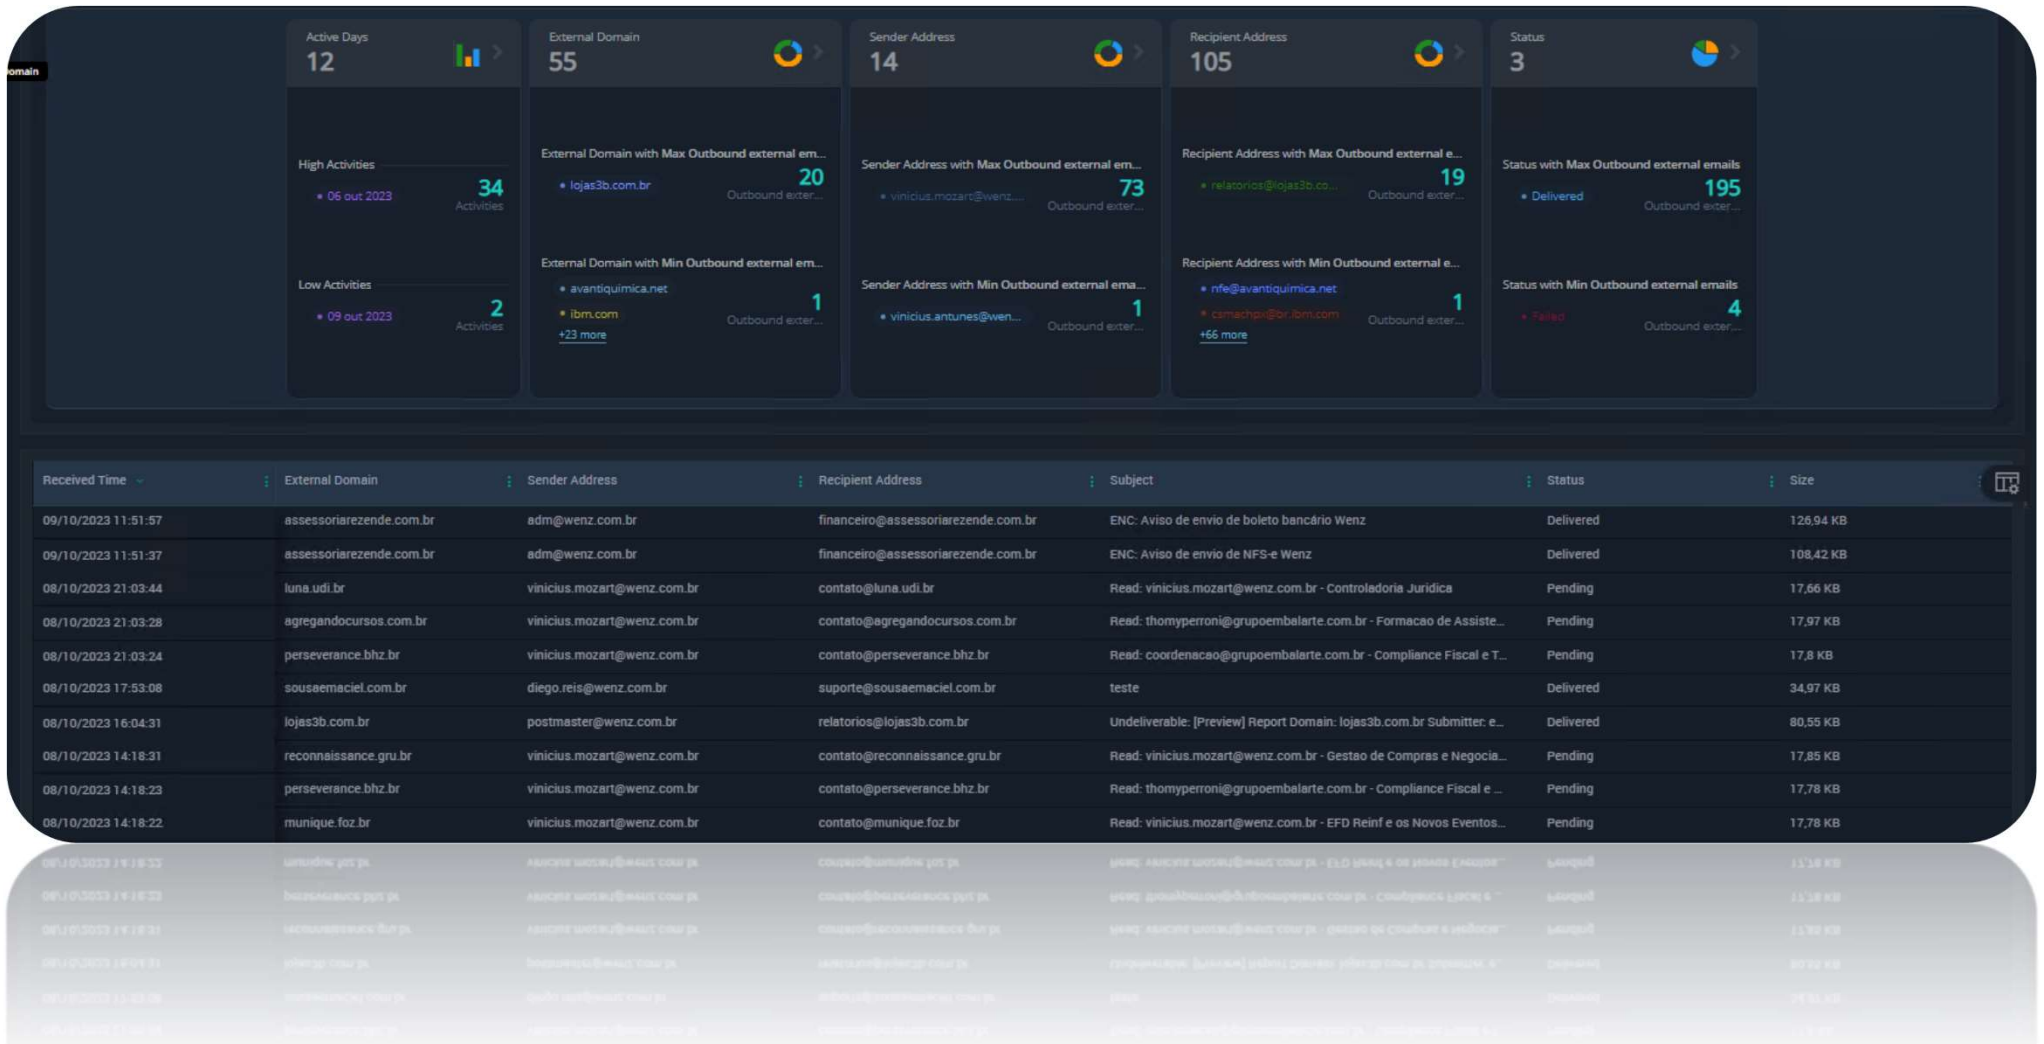 Active Days
12
External Domain
55
Sender Address
14
Recipient Address
105
Status
3
omain
High Activities
• 06 out 2023
34
Activities
Low Activities
• 09 out 2023
2
Activities
External Domain with Max Outbound external em...
• lojas3b.com.br
20
Outbound exter...
External Domain with Min Outbound external em...
• avantiquimica.net
• ibm.com
+23 more
1
Outbound exter...
Sender Address with Max Outbound external em...
• vinicius.mozart@wenz....
73
Outbound exter...
Sender Address with Min Outbound external ema...
• vinicius.antunes@wen...
1
Outbound exter...
Recipient Address with Max Outbound external e...
• relatorios@lojas3b.co...
19
Outbound exter...
Recipient Address with Min Outbound external e...
• nfe@avantiquimica.net
• csmachpx@br.ibm.com
+66 more
1
Outbound exter...
Status with Max Outbound external emails
• Delivered
195
Outbound exter...
Status with Min Outbound external emails
• Failed
4
Outbound exter...
Received Time External Domain Sender Address Recipient Address Subject Status Size
09/10/2023 11:51:57 assessoriarezende.com.br adm@wenz.com.br financeiro@assessoriarezende.com.br ENC: Aviso de envio de boleto bancário Wenz Delivered 126,94 KB
09/10/2023 11:51:37 assessoriarezende.com.br adm@wenz.com.br financeiro@assessoriarezende.com.br ENC: Aviso de envio de NFS-e Wenz Delivered 108,42 KB
08/10/2023 21:03:44 luna.udi.br vinicius.mozart@wenz.com.br contato@luna.udi.br Read: vinicius.mozart@wenz.com.br - Controladoria Juridica Pending 17,66 KB
08/10/2023 21:03:28 agregandocursos.com.br vinicius.mozart@wenz.com.br contato@agregandocursos.com.br Read: thomyperroni@grupoembalarte.com.br - Formacao de Assiste... Pending 17,97 KB
08/10/2023 21:03:24 perseverance.bhz.br vinicius.mozart@wenz.com.br contato@perseverance.bhz.br Read: coordenacao@grupoembalarte.com.br - Compliance Fiscal e T... Pending 17,8 KB
08/10/2023 17:53:08 sousaemaciel.com.br diego.reis@wenz.com.br suporte@sousaemaciel.com.br teste Delivered 34,97 KB
08/10/2023 16:04:31 lojas3b.com.br postmaster@wenz.com.br relatorios@lojas3b.com.br Undeliverable: [Preview] Report Domain: lojas3b.com.br Submitter: e... Delivered 80,55 KB
08/10/2023 14:18:31 reconnaissance.gru.br vinicius.mozart@wenz.com.br contato@reconnaissance.gru.br Read: vinicius.mozart@wenz.com.br - Gestao de Compras e Negocia... Pending 17,85 KB
08/10/2023 14:18:23 perseverance.bhz.br vinicius.mozart@wenz.com.br contato@perseverance.bhz.br Read: thomyperroni@grupoembalarte.com.br - Compliance Fiscal e ... Pending 17,78 KB
08/10/2023 14:18:22 munique.foz.br vinicius.mozart@wenz.com.br contato@munique.foz.br Read: vinicius.mozart@wenz.com.br - EFD Reinf e os Novos Eventos... Pending 17,78 KB